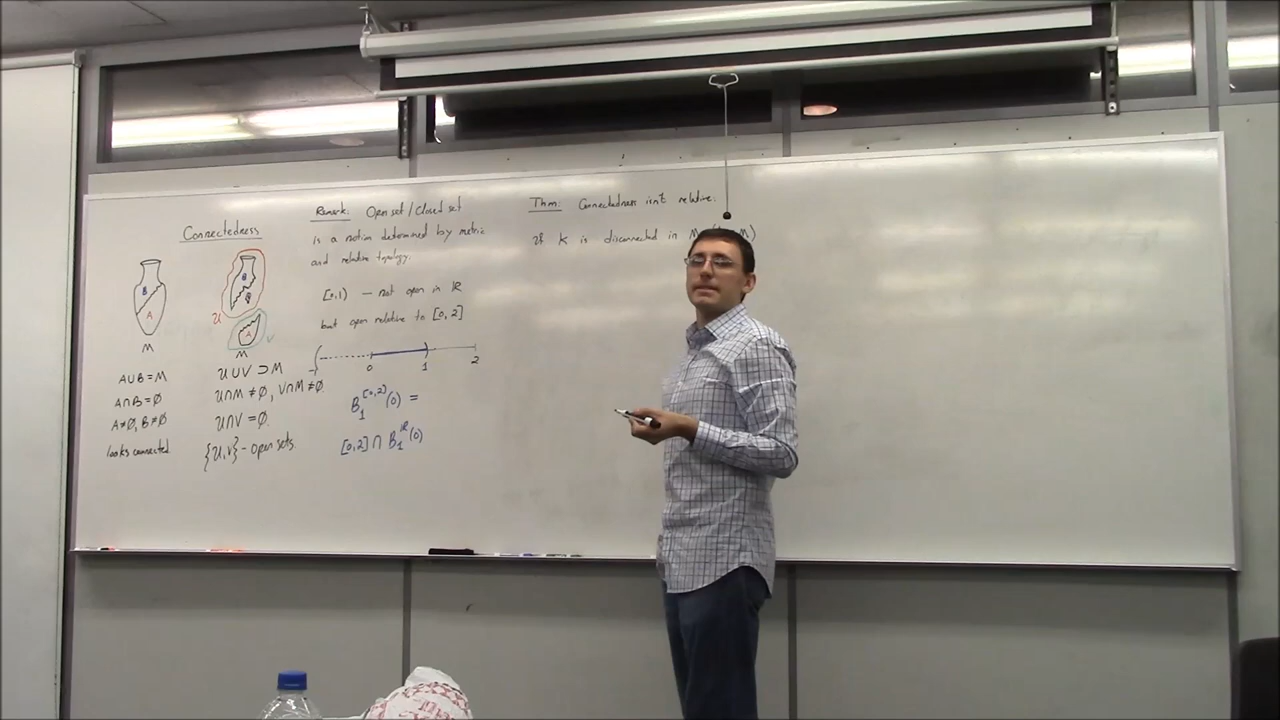 Connectedness
B
A
M
A∪B = M
A∩B = ∅
A≠∅, B≠∅
looks connected.
B
U
A
V
M
U∪V ⊃ M
U∩M ≠ ∅, V∩M ≠ ∅
U∩V = ∅.
{U,V} - open sets.
Remark: Open set / Closed set
is a notion determined by metric
and relative topology.
[0,1) — not open in ℝ
but open relative to [0,2]
-1 0 1 2
B₁^[0,2](0) =
[0,2] ∩ B₁^ℝ(0)
Thm: Connectedness isn't relative:
If K is disconnected in M